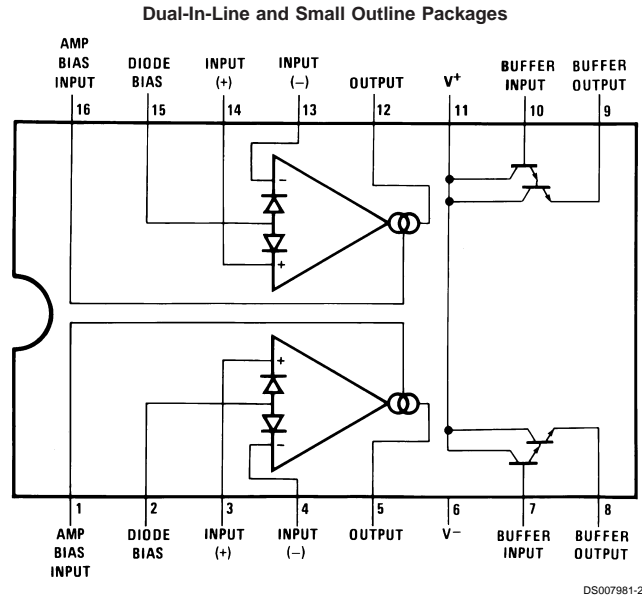 Dual-In-Line and Small Outline Packages
AMP
BIAS
INPUT
DIODE
BIAS
INPUT
(+)
INPUT
(−)
OUTPUT
V+
BUFFER
INPUT
BUFFER
OUTPUT
16 15 14 13 12 11 10 9
−
+
+
−
1 2 3 4 5 6 7 8
AMP
BIAS
INPUT
DIODE
BIAS
INPUT
(+)
INPUT
(−)
OUTPUT
V−
BUFFER
INPUT
BUFFER
OUTPUT
DS007981-2